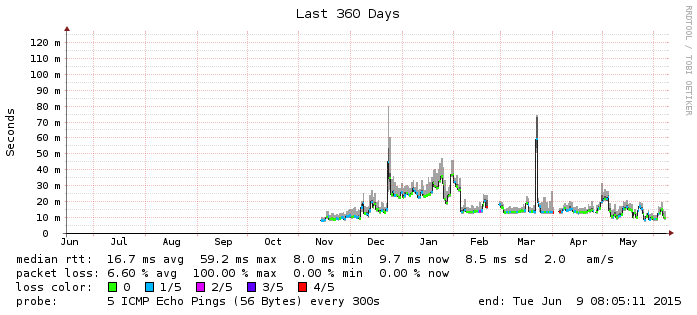 Last 360 Days
RRDTOOL / TOBI OETIKER
Seconds
120 m
110 m
100 m
90 m
80 m
70 m
60 m
50 m
40 m
30 m
20 m
10 m
0
Jun Jul Aug Sep Oct Nov Dec Jan Feb Mar Apr May
median rtt: 16.7 ms avg 59.2 ms max 8.0 ms min 9.7 ms now 8.5 ms sd 2.0 am/s
packet loss: 6.60 % avg 100.00 % max 0.00 % min 0.00 % now
loss color: 0 1/5 2/5 3/5 4/5
probe: 5 ICMP Echo Pings (56 Bytes) every 300s end: Tue Jun 9 08:05:11 2015